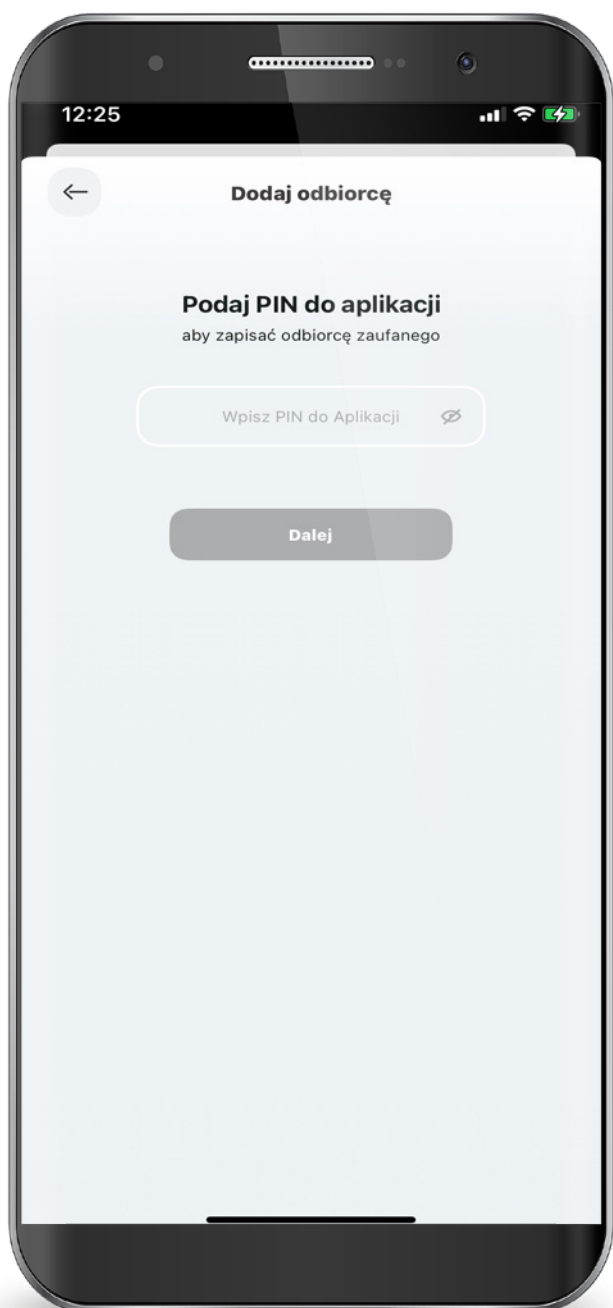 12:25
Dodaj odbiorcę
Podaj PIN do aplikacji
aby zapisać odbiorcę zaufanego
Wpisz PIN do Aplikacji
Dalej